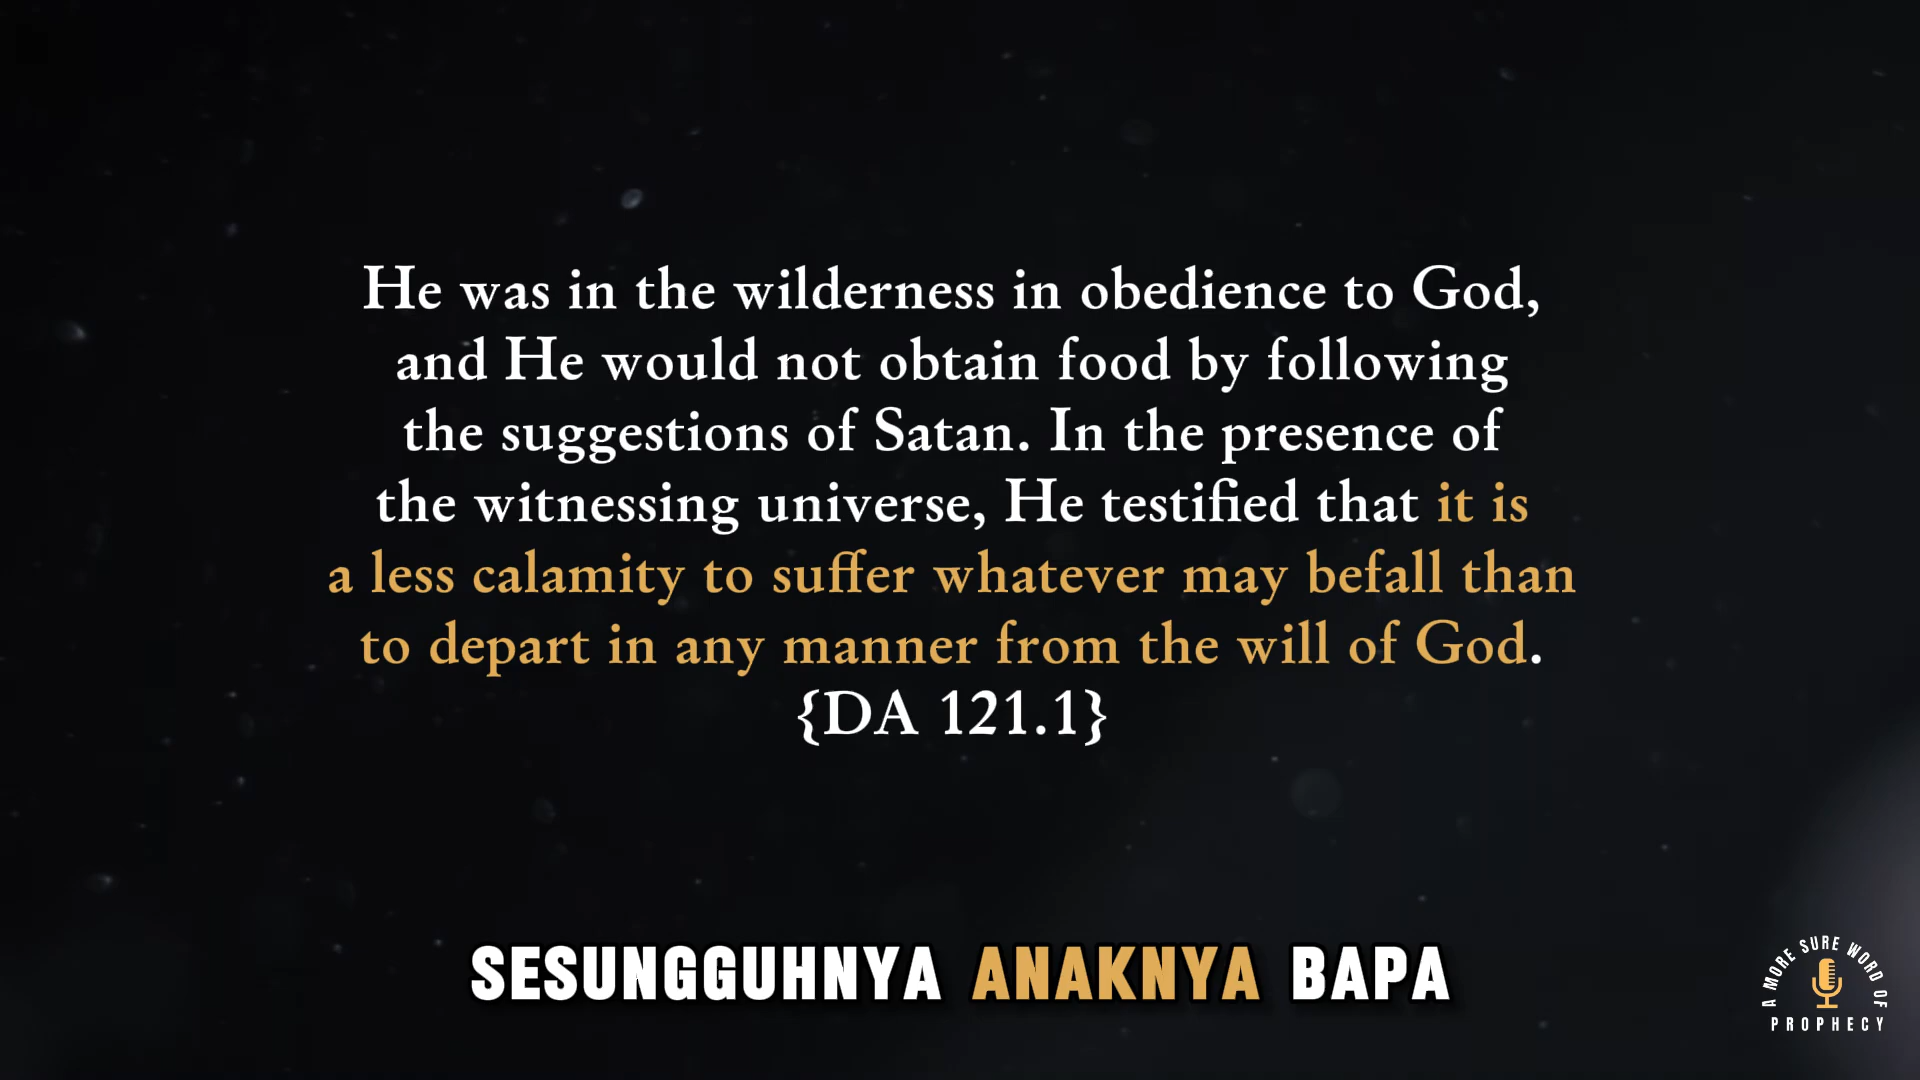 He was in the wilderness in obedience to God,
and He would not obtain food by following
the suggestions of Satan. In the presence of
the witnessing universe, He testified that it is
a less calamity to suffer whatever may befall than
to depart in any manner from the will of God.
{DA 121.1}
SESUNGGUHNYA ANAKNYA BAPA
A MORE SURE WORD OF
PROPHECY